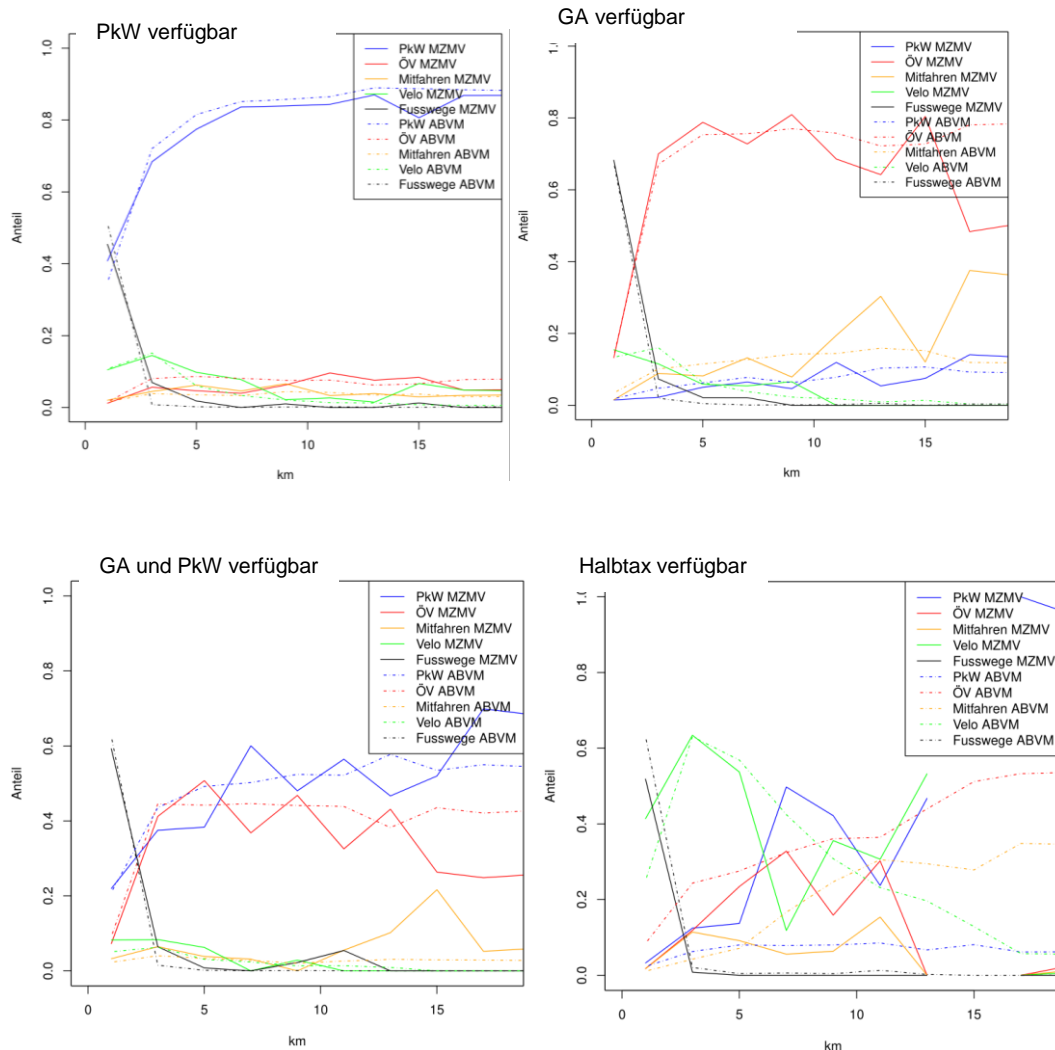 PkW verfügbar
1.0
0.8
0.6
0.4
0.2
0.0
Anteil
0
5
10
15
km
PkW MZMV
ÖV MZMV
Mitfahren MZMV
Velo MZMV
Fusswege MZMV
PkW ABVM
ÖV ABVM
Mitfahren ABVM
Velo ABVM
Fusswege ABVM
GA verfügbar
1.0
0.8
0.6
0.4
0.2
0.0
Anteil
0
5
10
15
km
PkW MZMV
ÖV MZMV
Mitfahren MZMV
Velo MZMV
Fusswege MZMV
PkW ABVM
ÖV ABVM
Mitfahren ABVM
Velo ABVM
Fusswege ABVM
GA und PkW verfügbar
1.0
0.8
0.6
0.4
0.2
0.0
Anteil
0
5
10
15
km
PkW MZMV
ÖV MZMV
Mitfahren MZMV
Velo MZMV
Fusswege MZMV
PkW ABVM
ÖV ABVM
Mitfahren ABVM
Velo ABVM
Fusswege ABVM
Halbtax verfügbar
1.0
0.8
0.6
0.4
0.2
0.0
Anteil
0
5
10
15
km
PkW MZMV
ÖV MZMV
Mitfahren MZMV
Velo MZMV
Fusswege MZMV
PkW ABVM
ÖV ABVM
Mitfahren ABVM
Velo ABVM
Fusswege ABVM